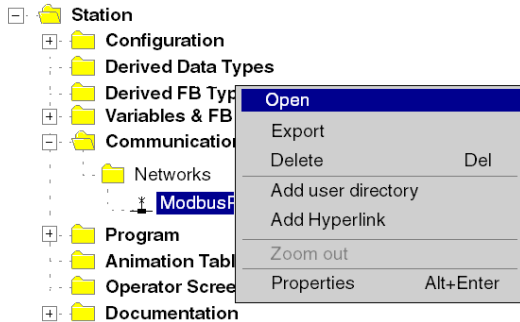 Station
Configuration
Derived Data Types
Derived FB Typ
Variables & FB
Communication
Networks
ModbusP
Program
Animation Tabl
Operator Scree
Documentation
Open
Export
Delete Del
Add user directory
Add Hyperlink
Zoom out
Properties Alt+Enter